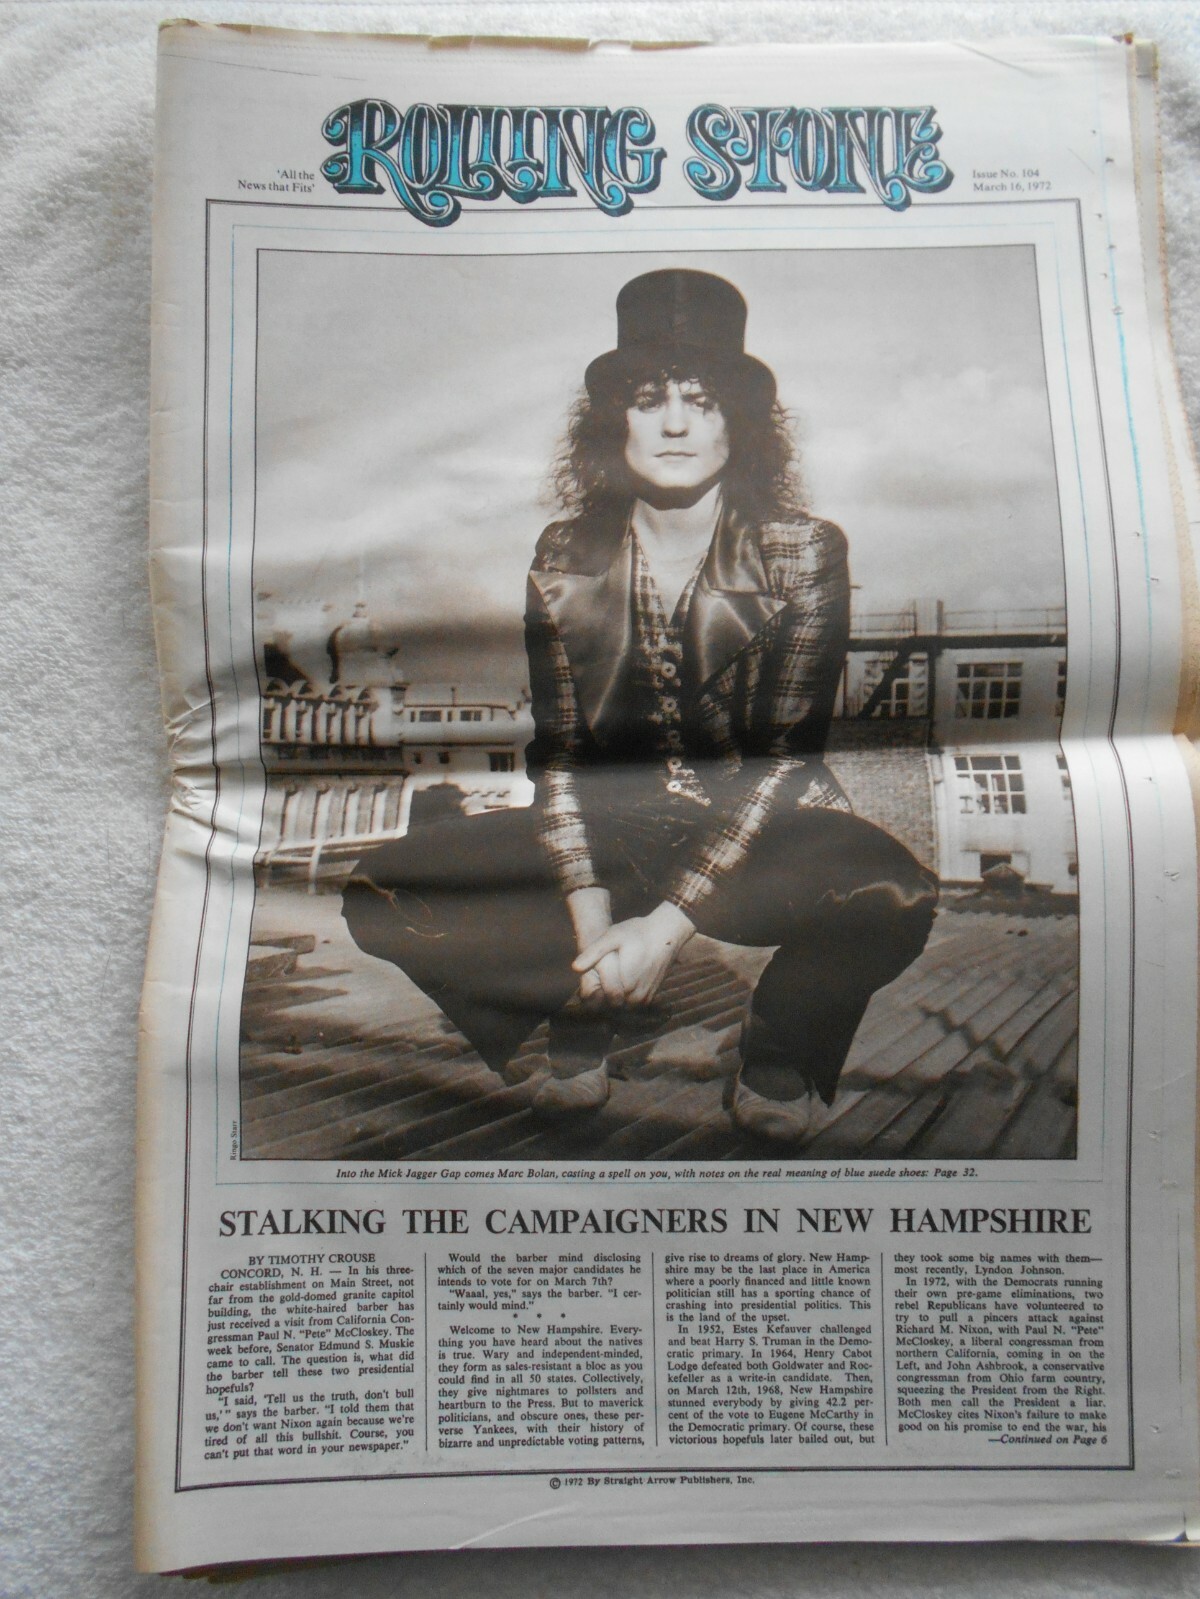 ROLLING STONE
'All the
News that Fits'
Issue No. 104
March 16, 1972
Ringo Starr
Into the Mick Jagger Gap comes Marc Bolan, casting a spell on you, with notes on the real meaning of blue suede shoes: Page 32.
STALKING THE CAMPAIGNERS IN NEW HAMPSHIRE
BY TIMOTHY CROUSE
CONCORD, N. H. — In his three-
chair establishment on Main Street, not
far from the gold-domed granite capitol
building, the white-haired barber has
just received a visit from California Con-
gressman Paul N. "Pete" McCloskey. The
week before, Senator Edmund S. Muskie
came to call. The question is, what did
the barber tell these two presidential
hopefuls?
"I said, 'Tell us the truth, don't bull
us,' " says the barber. "I told them that
we don't want Nixon again because we're
tired of all this bullshit. Course, you
can't put that word in your newspaper."
Would the barber mind disclosing
which of the seven major candidates he
intends to vote for on March 7th?
"Waaal, yes," says the barber. "I cer-
tainly would mind."
* * *
Welcome to New Hampshire. Every-
thing you have heard about the natives
is true. Wary and independent-minded,
they form as sales-resistant a bloc as you
could find in all 50 states. Collectively,
they give nightmares to pollsters and
heartburn to the Press. But to maverick
politicians, and obscure ones, these per-
verse Yankees, with their history of
bizarre and unpredictable voting patterns,
give rise to dreams of glory. New Hamp-
shire may be the last place in America
where a poorly financed and little known
politician still has a sporting chance of
crashing into presidential politics. This
is the land of the upset.
In 1952, Estes Kefauver challenged
and beat Harry S. Truman in the Demo-
cratic primary. In 1964, Henry Cabot
Lodge defeated both Goldwater and Roc-
kefeller as a write-in candidate. Then,
on March 12th, 1968, New Hampshire
stunned everybody by giving 42.2 per-
cent of the vote to Eugene McCarthy in
the Democratic primary. Of course, these
victorious hopefuls later bailed out, but
they took some big names with them—
most recently, Lyndon Johnson.
In 1972, with the Democrats running
their own pre-game eliminations, two
rebel Republicans have volunteered to
try to pull a pincers attack against
Richard M. Nixon, with Paul N. "Pete"
McCloskey, a liberal congressman from
northern California, coming in on the
Left, and John Ashbrook, a conservative
congressman from Ohio farm country,
squeezing the President from the Right.
Both men call the President a liar.
McCloskey cites Nixon's failure to make
good on his promise to end the war, his
—Continued on Page 6
© 1972 By Straight Arrow Publishers, Inc.